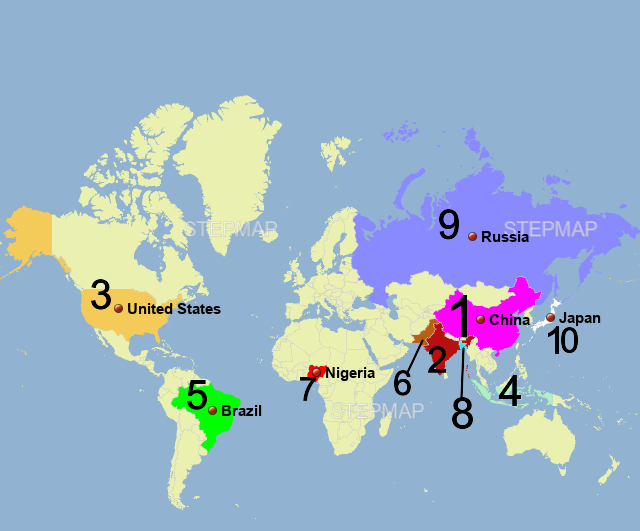 STEPMAP
STEPMAP
9
Russia
3
United States
1
China
Japan
10
2
6
Nigeria
7
5
Brazil
4
8
STEPMAP